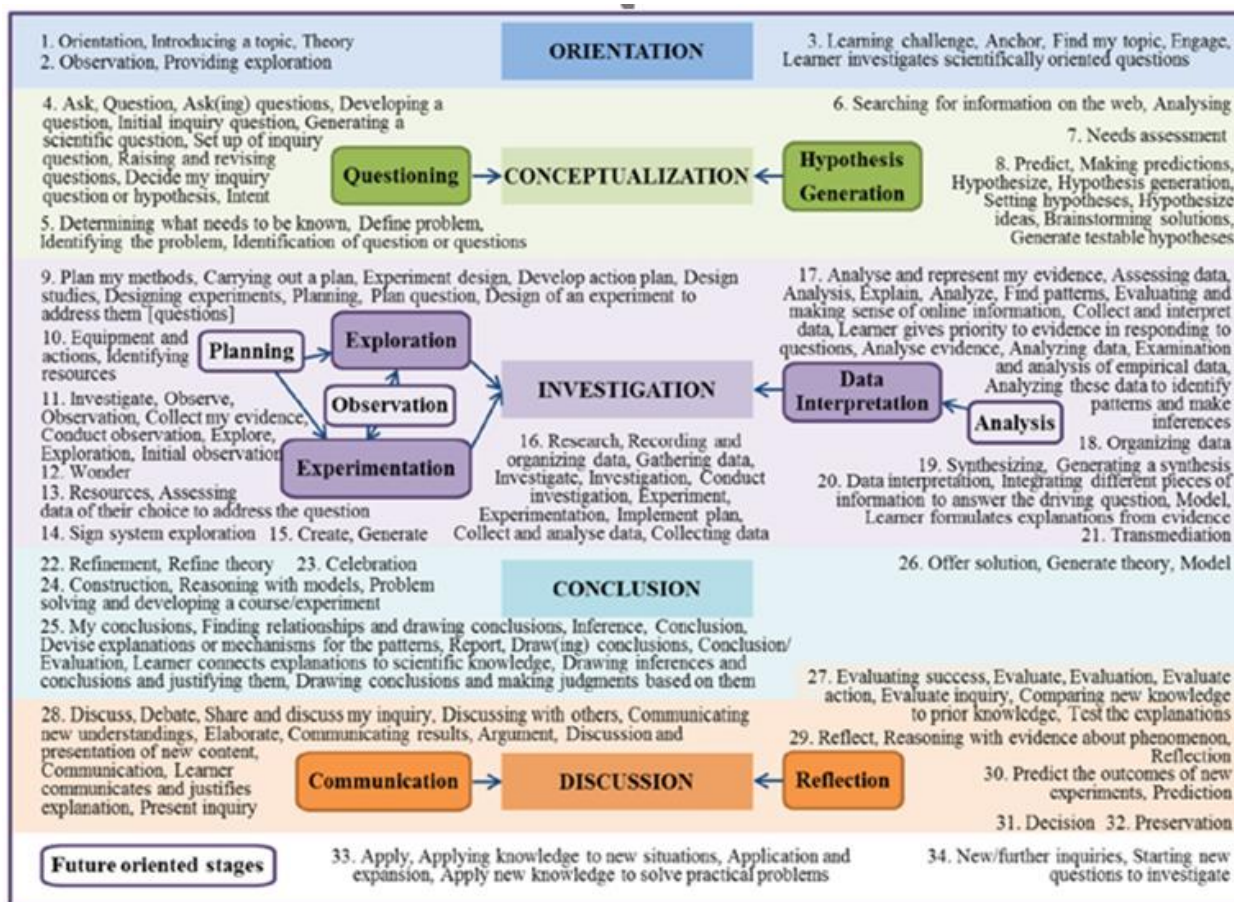 1. Orientation, Introducing a topic, Theory
2. Observation, Providing exploration
ORIENTATION
3. Learning challenge, Anchor, Find my topic, Engage,
Learner investigates scientifically oriented questions
4. Ask, Question, Ask(ing) questions, Developing a
question, Initial inquiry question, Generating a
scientific question, Set up of inquiry
question, Raising and revising
questions, Decide my inquiry
question or hypothesis, Intent
5. Determining what needs to be known, Define problem,
Identifying the problem, Identification of question or questions
Questioning
CONCEPTUALIZATION
Hypothesis
Generation
6. Searching for information on the web, Analysing
7. Needs assessment
8. Predict, Making predictions,
Hypothesize, Hypothesis generation,
Setting hypotheses, Hypothesize
ideas, Brainstorming solutions,
Generate testable hypotheses
9. Plan my methods, Carrying out a plan, Experiment design, Develop action plan, Design
studies, Designing experiments, Planning, Plan question, Design of an experiment to
address them [questions]
10. Equipment and
actions, Identifying
resources
11. Investigate, Observe,
Observation, Collect my evidence,
Conduct observation, Explore,
Exploration, Initial observation
12. Wonder
13. Resources, Assessing
data of their choice to address the question
14. Sign system exploration
15. Create, Generate
Planning
Exploration
Observation
Experimentation
INVESTIGATION
16. Research, Recording and
organizing data, Gathering data,
Investigate, Investigation, Conduct
investigation, Experiment,
Experimentation, Implement plan,
Collect and analyse data, Collecting data
Data
Interpretation
Analysis
17. Analyse and represent my evidence, Assessing data,
Analysis, Explain, Analyze, Find patterns, Evaluating and
making sense of online information, Collect and interpret
data, Learner gives priority to evidence in responding to
questions, Analyse evidence, Analyzing data, Examination
and analysis of empirical data,
Analyzing these data to identify
patterns and make
inferences
18. Organizing data
19. Synthesizing, Generating a synthesis
20. Data interpretation, Integrating different pieces of
information to answer the driving question, Model,
Learner formulates explanations from evidence
21. Transmediation
22. Refinement, Refine theory
23. Celebration
24. Construction, Reasoning with models, Problem
solving and developing a course/experiment
CONCLUSION
25. My conclusions, Finding relationships and drawing conclusions, Inference, Conclusion,
Devise explanations or mechanisms for the patterns, Report, Draw(ing) conclusions, Conclusion/
Evaluation, Learner connects explanations to scientific knowledge, Drawing inferences and
conclusions and justifying them, Drawing conclusions and making judgments based on them
26. Offer solution, Generate theory, Model
27. Evaluating success, Evaluate, Evaluation, Evaluate
action, Evaluate inquiry, Comparing new knowledge
to prior knowledge, Test the explanations
28. Discuss, Debate, Share and discuss my inquiry, Discussing with others, Communicating
new understandings, Elaborate, Communicating results, Argument, Discussion and
presentation of new content,
Communication, Learner
communicates and justifies
explanation, Present inquiry
Communication
DISCUSSION
Reflection
29. Reflect, Reasoning with evidence about phenomenon,
Reflection
30. Predict the outcomes of new
experiments, Prediction
31. Decision 32. Preservation
Future oriented stages
33. Apply, Applying knowledge to new situations, Application and
expansion, Apply new knowledge to solve practical problems
34. New/further inquiries, Starting new
questions to investigate